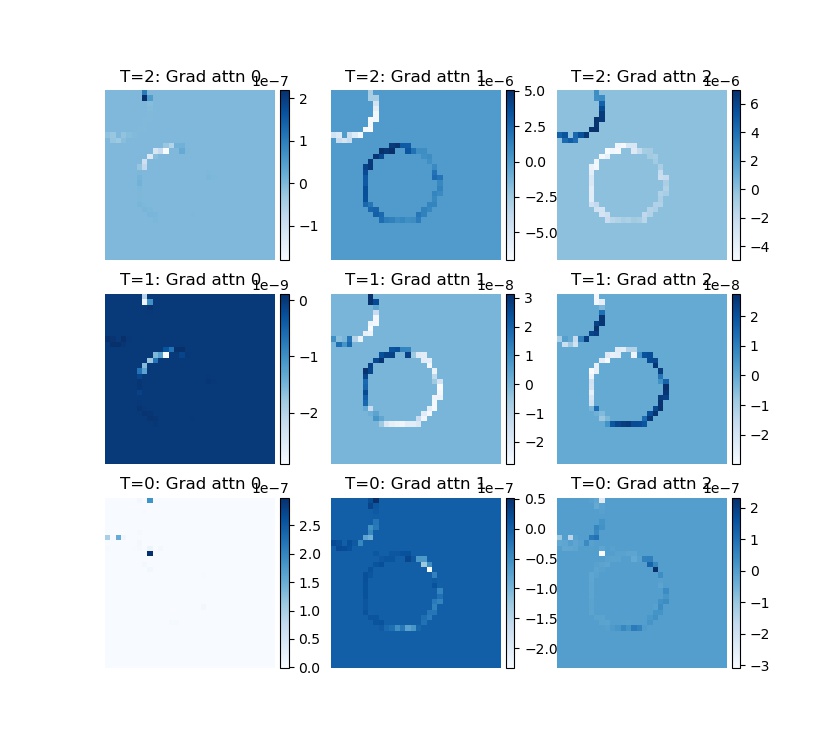 T=2: Grad attn 0
1e−7
2
1
0
−1
T=2: Grad attn 1
1e−6
5.0
2.5
0.0
−2.5
−5.0
T=2: Grad attn 2
1e−6
6
4
2
0
−2
−4
T=1: Grad attn 0
1e−9
0
−1
−2
T=1: Grad attn 1
1e−8
3
2
1
0
−1
−2
T=1: Grad attn 2
1e−8
2
1
0
−1
−2
T=0: Grad attn 0
1e−7
2.5
2.0
1.5
1.0
0.5
0.0
T=0: Grad attn 1
1e−7
0.5
0.0
−0.5
−1.0
−1.5
−2.0
T=0: Grad attn 2
1e−7
2
1
0
−1
−2
−3